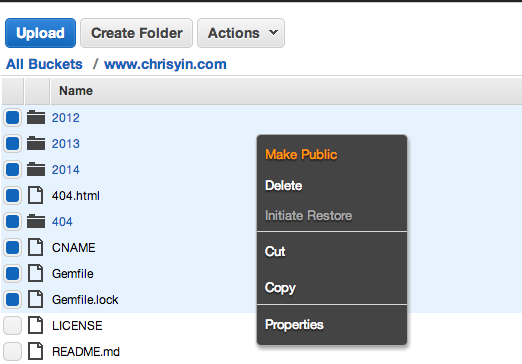 Upload Create Folder Actions
All Buckets / www.chrisyin.com
Name
2012
2013
2014
404.html
404
CNAME
Gemfile
Gemfile.lock
LICENSE
README.md
Make Public
Delete
Initiate Restore
Cut
Copy
Properties